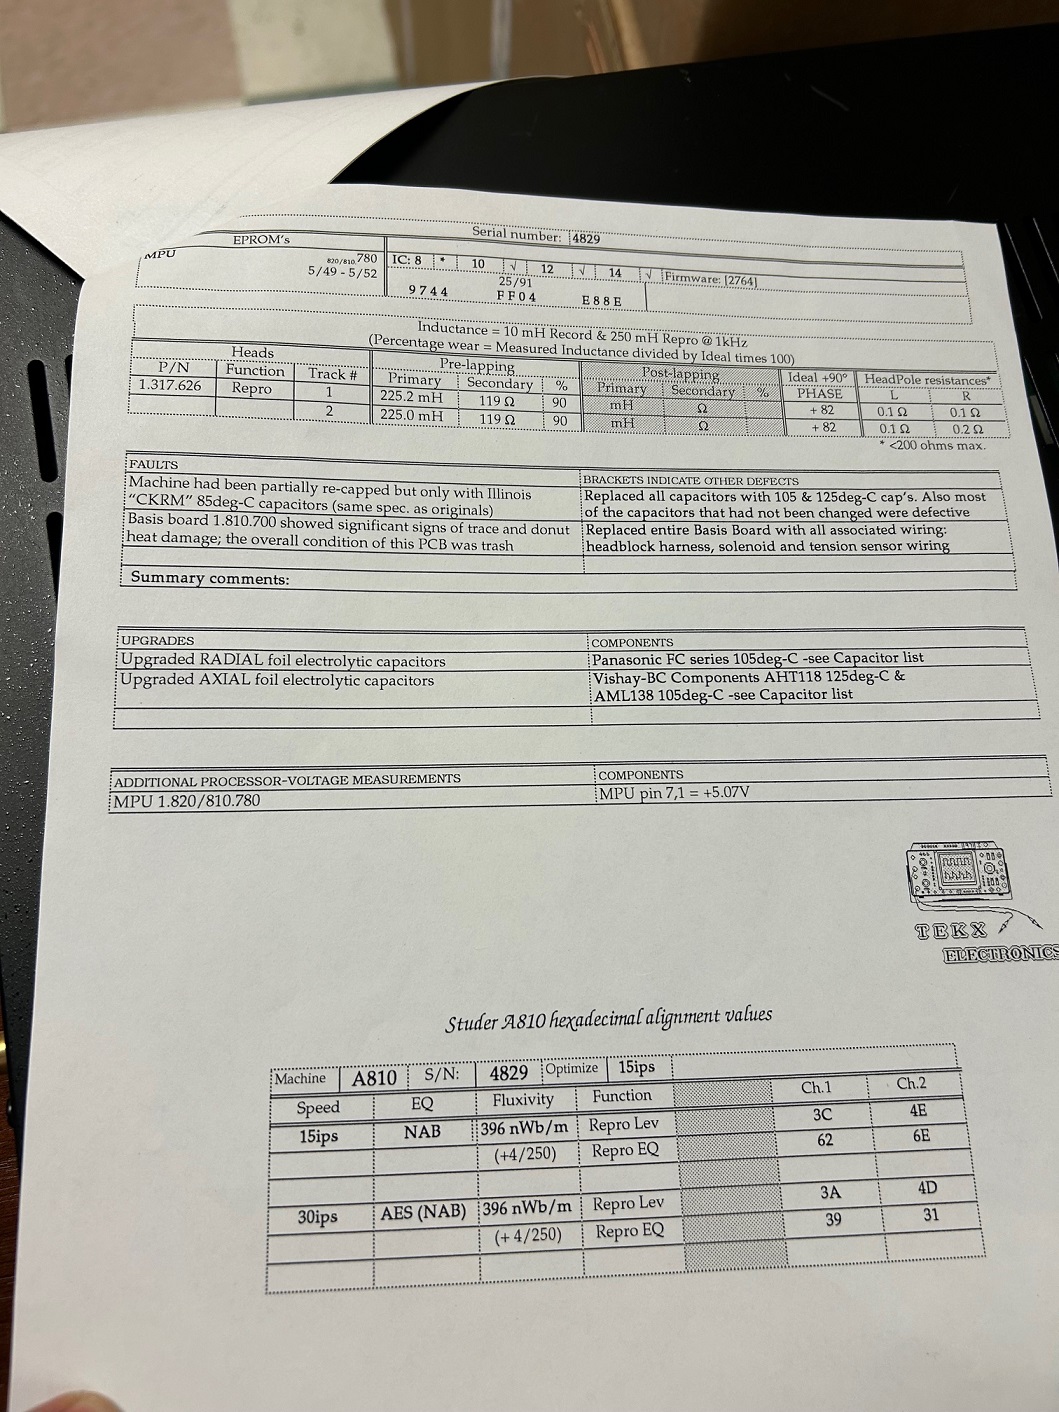 Serial number: 4829
EPROM's
MPU 820/810.780
5/49 - 5/52
IC: 8 * 10 √ 12 √ 14 √ Firmware: [2764]
25/91
9744 FF04 E88E
Inductance = 10 mH Record & 250 mH Repro @ 1kHz
(Percentage wear = Measured Inductance divided by Ideal times 100)
Heads Pre-lapping Post-lapping Ideal +90° HeadPole resistances*
P/N Function Track # Primary Secondary % Primary Secondary % PHASE L R
1.317.626 Repro 1 225.2 mH 119 Ω 90 mH Ω + 82 0.1 Ω 0.1 Ω
2 225.0 mH 119 Ω 90 mH Ω + 82 0.1 Ω 0.2 Ω
* <200 ohms max.
FAULTS BRACKETS INDICATE OTHER DEFECTS
Machine had been partially re-capped but only with Illinois Replaced all capacitors with 105 & 125deg-C cap's. Also most
"CKRM" 85deg-C capacitors (same spec. as originals) of the capacitors that had not been changed were defective
Basis board 1.810.700 showed significant signs of trace and donut Replaced entire Basis Board with all associated wiring:
heat damage; the overall condition of this PCB was trash headblock harness, solenoid and tension sensor wiring
Summary comments:
UPGRADES COMPONENTS
Upgraded RADIAL foil electrolytic capacitors Panasonic FC series 105deg-C -see Capacitor list
Upgraded AXIAL foil electrolytic capacitors Vishay-BC Components AHT118 125deg-C &
AML138 105deg-C -see Capacitor list
ADDITIONAL PROCESSOR-VOLTAGE MEASUREMENTS COMPONENTS
MPU 1.820/810.780 MPU pin 7,1 = +5.07V
TEKX
ELECTRONICS
Studer A810 hexadecimal alignment values
Machine A810 S/N: 4829 Optimize 15ips
Speed EQ Fluxivity Function Ch.1 Ch.2
15ips NAB 396 nWb/m Repro Lev 3C 4E
(+4/250) Repro EQ 62 6E
30ips AES (NAB) 396 nWb/m Repro Lev 3A 4D
(+ 4/250) Repro EQ 39 31